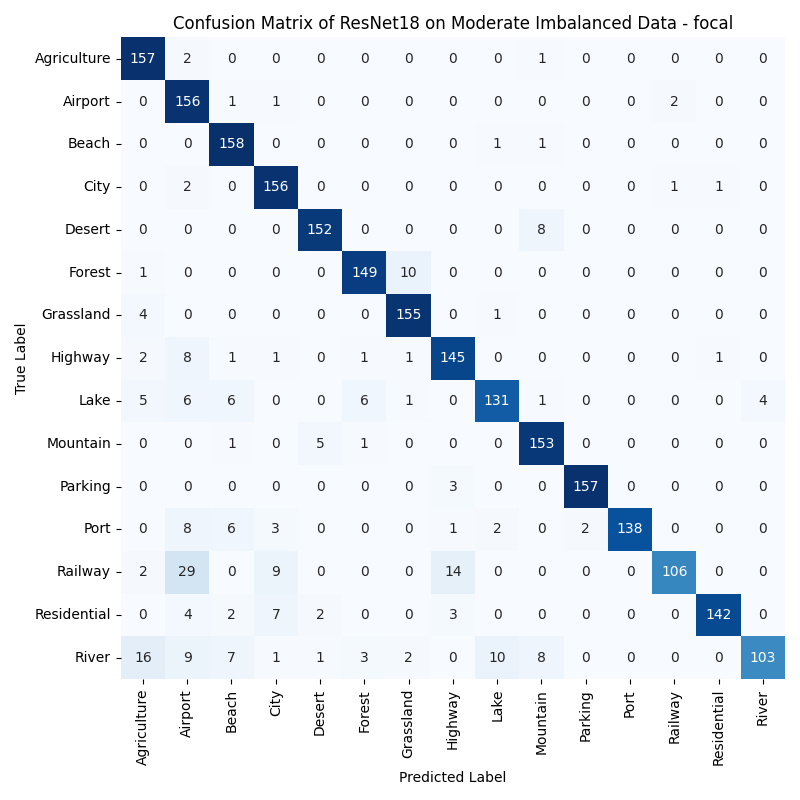 Confusion Matrix of ResNet18 on Moderate Imbalanced Data - focal
True Label
Agriculture 157 2 0 0 0 0 0 0 0 1 0 0 0 0 0
Airport 0 156 1 1 0 0 0 0 0 0 0 0 2 0 0
Beach 0 0 158 0 0 0 0 0 1 1 0 0 0 0 0
City 0 2 0 156 0 0 0 0 0 0 0 0 1 1 0
Desert 0 0 0 0 152 0 0 0 0 8 0 0 0 0 0
Forest 1 0 0 0 0 149 10 0 0 0 0 0 0 0 0
Grassland 4 0 0 0 0 0 155 0 1 0 0 0 0 0 0
Highway 2 8 1 1 0 1 1 145 0 0 0 0 0 1 0
Lake 5 6 6 0 0 6 1 0 131 1 0 0 0 0 4
Mountain 0 0 1 0 5 1 0 0 0 153 0 0 0 0 0
Parking 0 0 0 0 0 0 0 3 0 0 157 0 0 0 0
Port 0 8 6 3 0 0 0 1 2 0 2 138 0 0 0
Railway 2 29 0 9 0 0 0 14 0 0 0 0 106 0 0
Residential 0 4 2 7 2 0 0 3 0 0 0 0 0 142 0
River 16 9 7 1 1 3 2 0 10 8 0 0 0 0 103
Agriculture Airport Beach City Desert Forest Grassland Highway Lake Mountain Parking Port Railway Residential River
Predicted Label